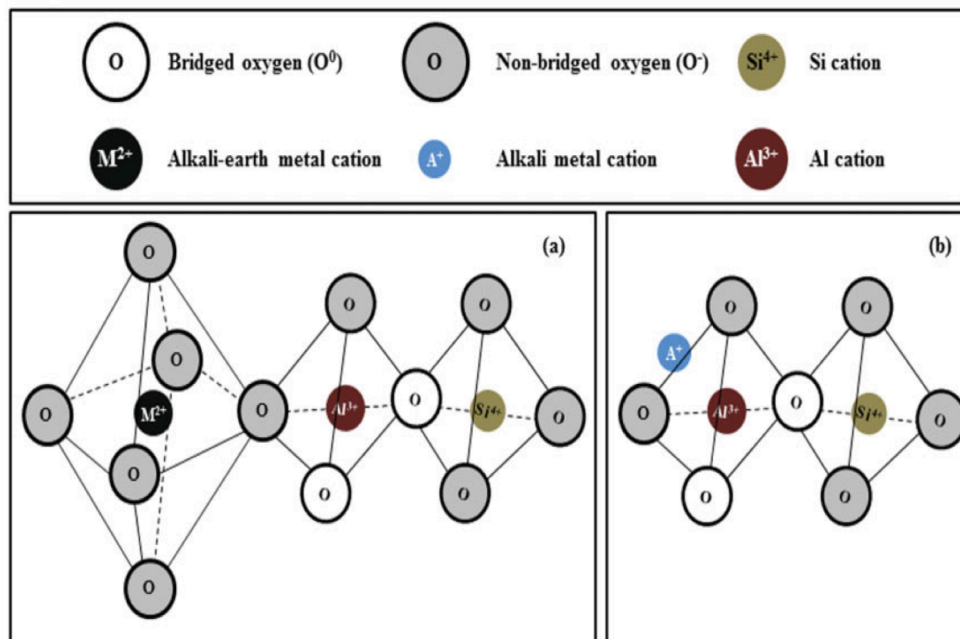 O Bridged oxygen (O⁰) O Non-bridged oxygen (O⁻) Si⁴⁺ Si cation
M²⁺ Alkali-earth metal cation A⁺ Alkali metal cation Al³⁺ Al cation
(a) (b)
O
O O O O
A⁺
O
O M²⁺ O Al³⁺ O Si⁴⁺ O O Al³⁺ O Si⁴⁺ O
O O O O O
O